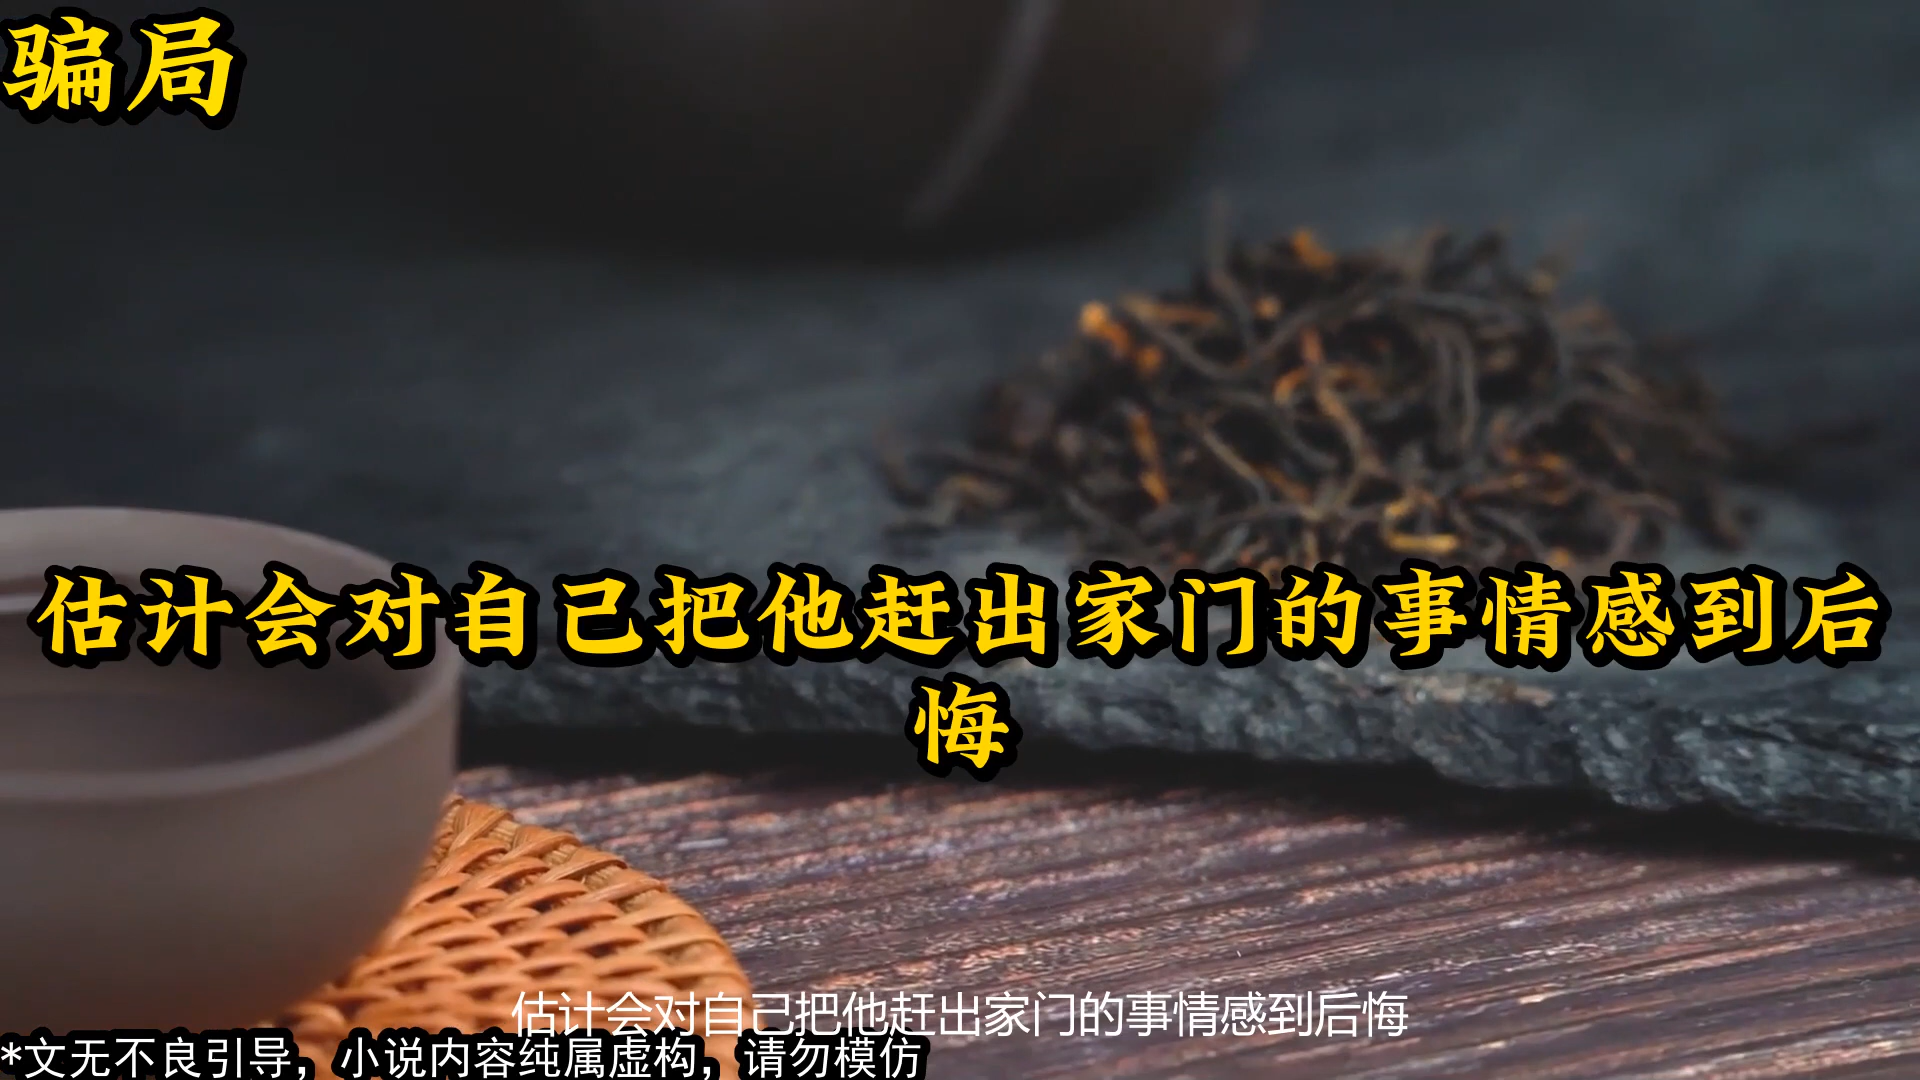 骗局
估计会对自己把他赶出家门的事情感到后
悔
估计会对自己把他赶出家门的事情感到后悔
*文无不良引导，小说内容纯属虚构，请勿模仿